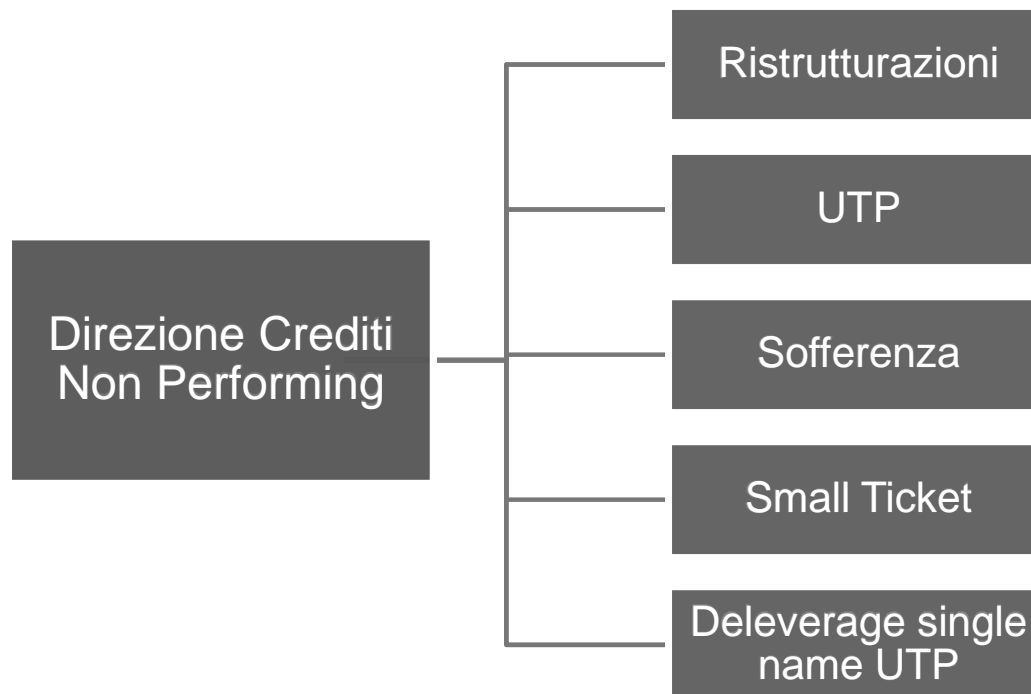 Direzione Crediti
Non Performing
Ristrutturazioni
UTP
Sofferenza
Small Ticket
Deleverage single
name UTP